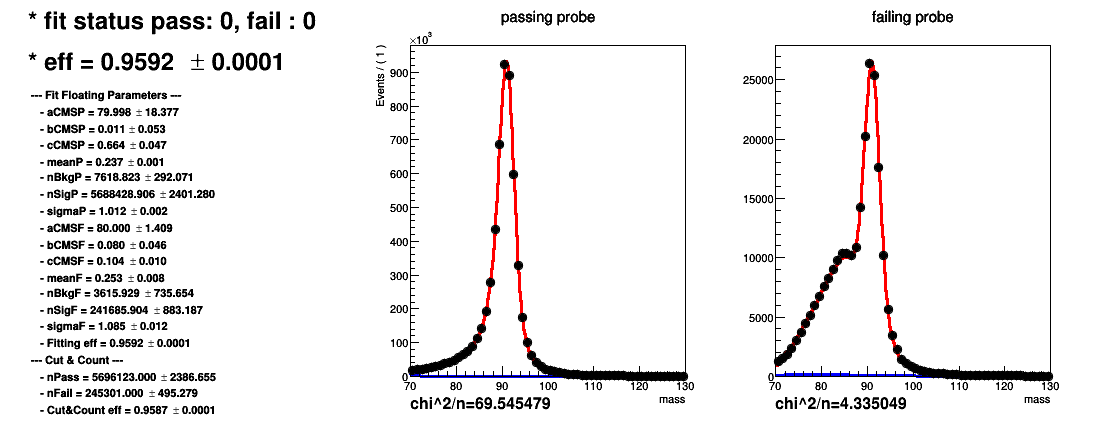 * fit status pass: 0, fail : 0
* eff = 0.9592 ± 0.0001
--- Fit Floating Parameters ---
- aCMSP = 79.998 ± 18.377
- bCMSP = 0.011 ± 0.053
- cCMSP = 0.664 ± 0.047
- meanP = 0.237 ± 0.001
- nBkgP = 7618.823 ± 292.071
- nSigP = 5688428.906 ± 2401.280
- sigmaP = 1.012 ± 0.002
- aCMSF = 80.000 ± 1.409
- bCMSF = 0.080 ± 0.046
- cCMSF = 0.104 ± 0.010
- meanF = 0.253 ± 0.008
- nBkgF = 3615.929 ± 735.654
- nSigF = 241685.904 ± 883.187
- sigmaF = 1.085 ± 0.012
- Fitting eff = 0.9592 ± 0.0001
--- Cut & Count ---
- nPass = 5696123.000 ± 2386.655
- nFail = 245301.000 ± 495.279
- Cut&Count eff = 0.9587 ± 0.0001
passing probe
×10³
Events / ( 1 )
900
800
700
600
500
400
300
200
100
0
70 80 90 100 110 120 130
mass
chi^2/n=69.545479
failing probe
25000
20000
15000
10000
5000
0
70 80 90 100 110 120 130
mass
chi^2/n=4.335049